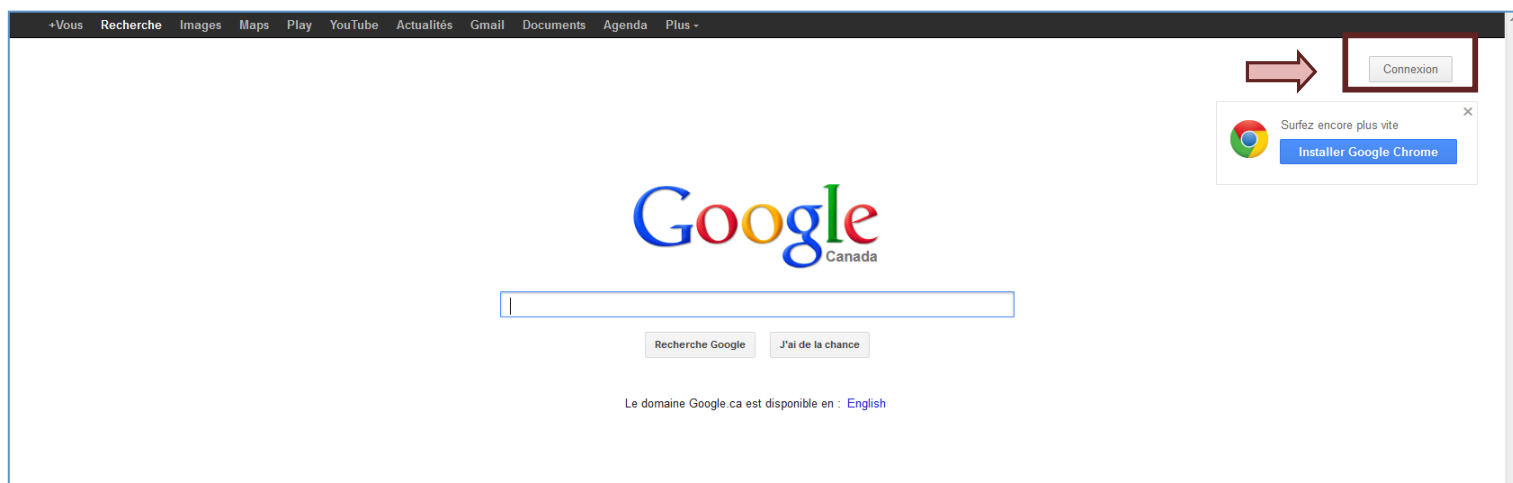 +Vous Recherche Images Maps Play YouTube Actualités Gmail Documents Agenda Plus
Connexion
Surfez encore plus vite
Installer Google Chrome
Google
Canada
Recherche Google J'ai de la chance
Le domaine Google.ca est disponible en : English